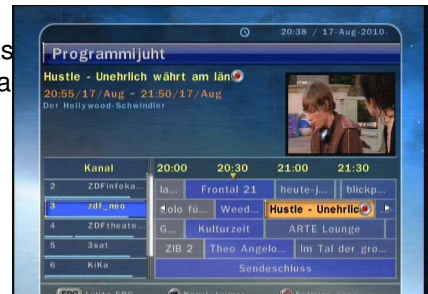 20:38 / 17-Aug-2010-
Programmijuht
Hustle - Unehrlich währt am län
20:55/17/Aug - 21:50/17/Aug
Der Hollywood-Schwindler
Kanal 20:00 20:30 21:00 21:30
2 ZDFinfoka... la... Frontal 21 heute-j... blickp...
3 zdf_neo olo fü... Weed... Hustle - Unehrlic
4 ZDFtheate... G... Kulturzeit ARTE Lounge
5 3sat ZIB 2 Theo Angelo... Im Tal der gro...
6 KiKa Sendeschluss
s
a